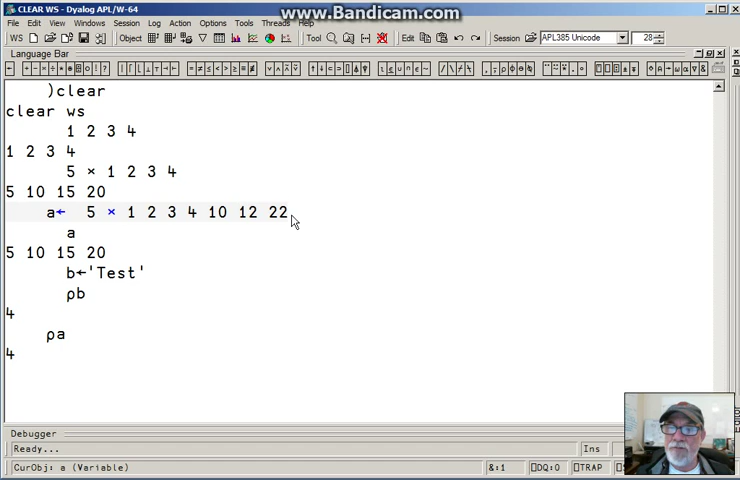 www.Bandicam.com
CLEAR WS - Dyalog APL/W-64
File Edit View Windows Session Log Action Options Tools Threads Help
WS Object Tool Edit Session APL385 Unicode 28
Language Bar
)clear
clear ws
1 2 3 4
1 2 3 4
5 × 1 2 3 4
5 10 15 20
a← 5 × 1 2 3 4 10 12 22
a
5 10 15 20
b←'Test'
⍴b
4
⍴a
4
Debugger
Editor
Ready... Ins
CurObj: a (Variable) &:1 ⎕DQ:0 ⎕TRAP